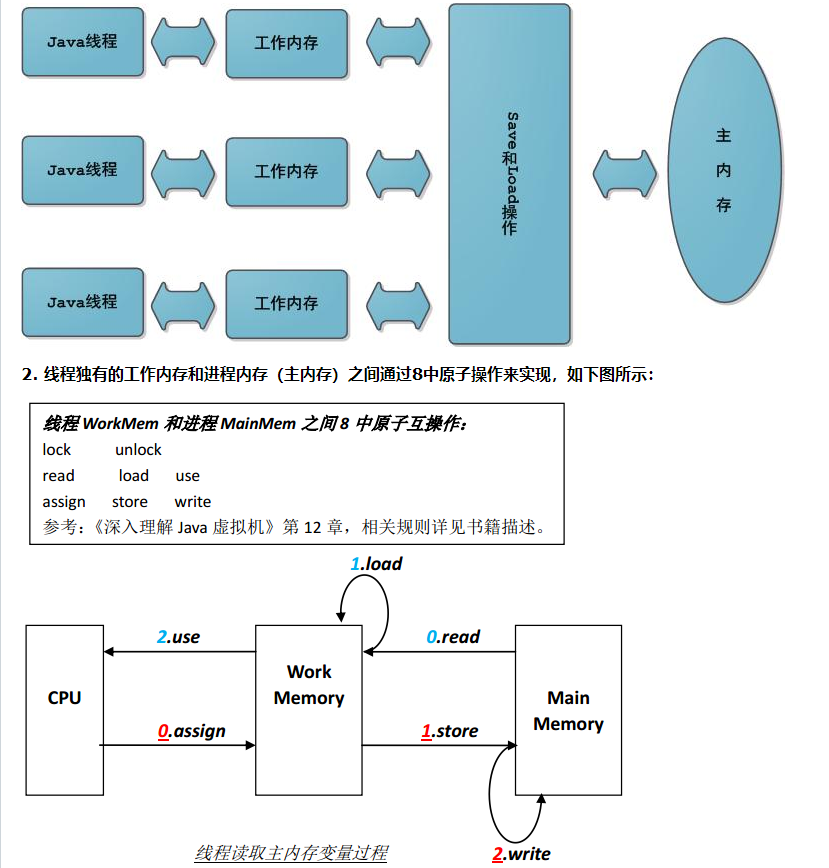 Java线程
工作内存
Java线程
工作内存
Save和Load操作
主内存
Java线程
工作内存
2. 线程独有的工作内存和进程内存（主内存）之间通过8中原子操作来实现，如下图所示：
线程 WorkMem 和进程 MainMem 之间 8 中原子互操作：
lock unlock
read load use
assign store write
参考：《深入理解 Java 虚拟机》第 12 章，相关规则详见书籍描述。
1.load
2.use
0.read
CPU
Work
Memory
Main
Memory
0.assign
1.store
2.write
线程读取主内存变量过程